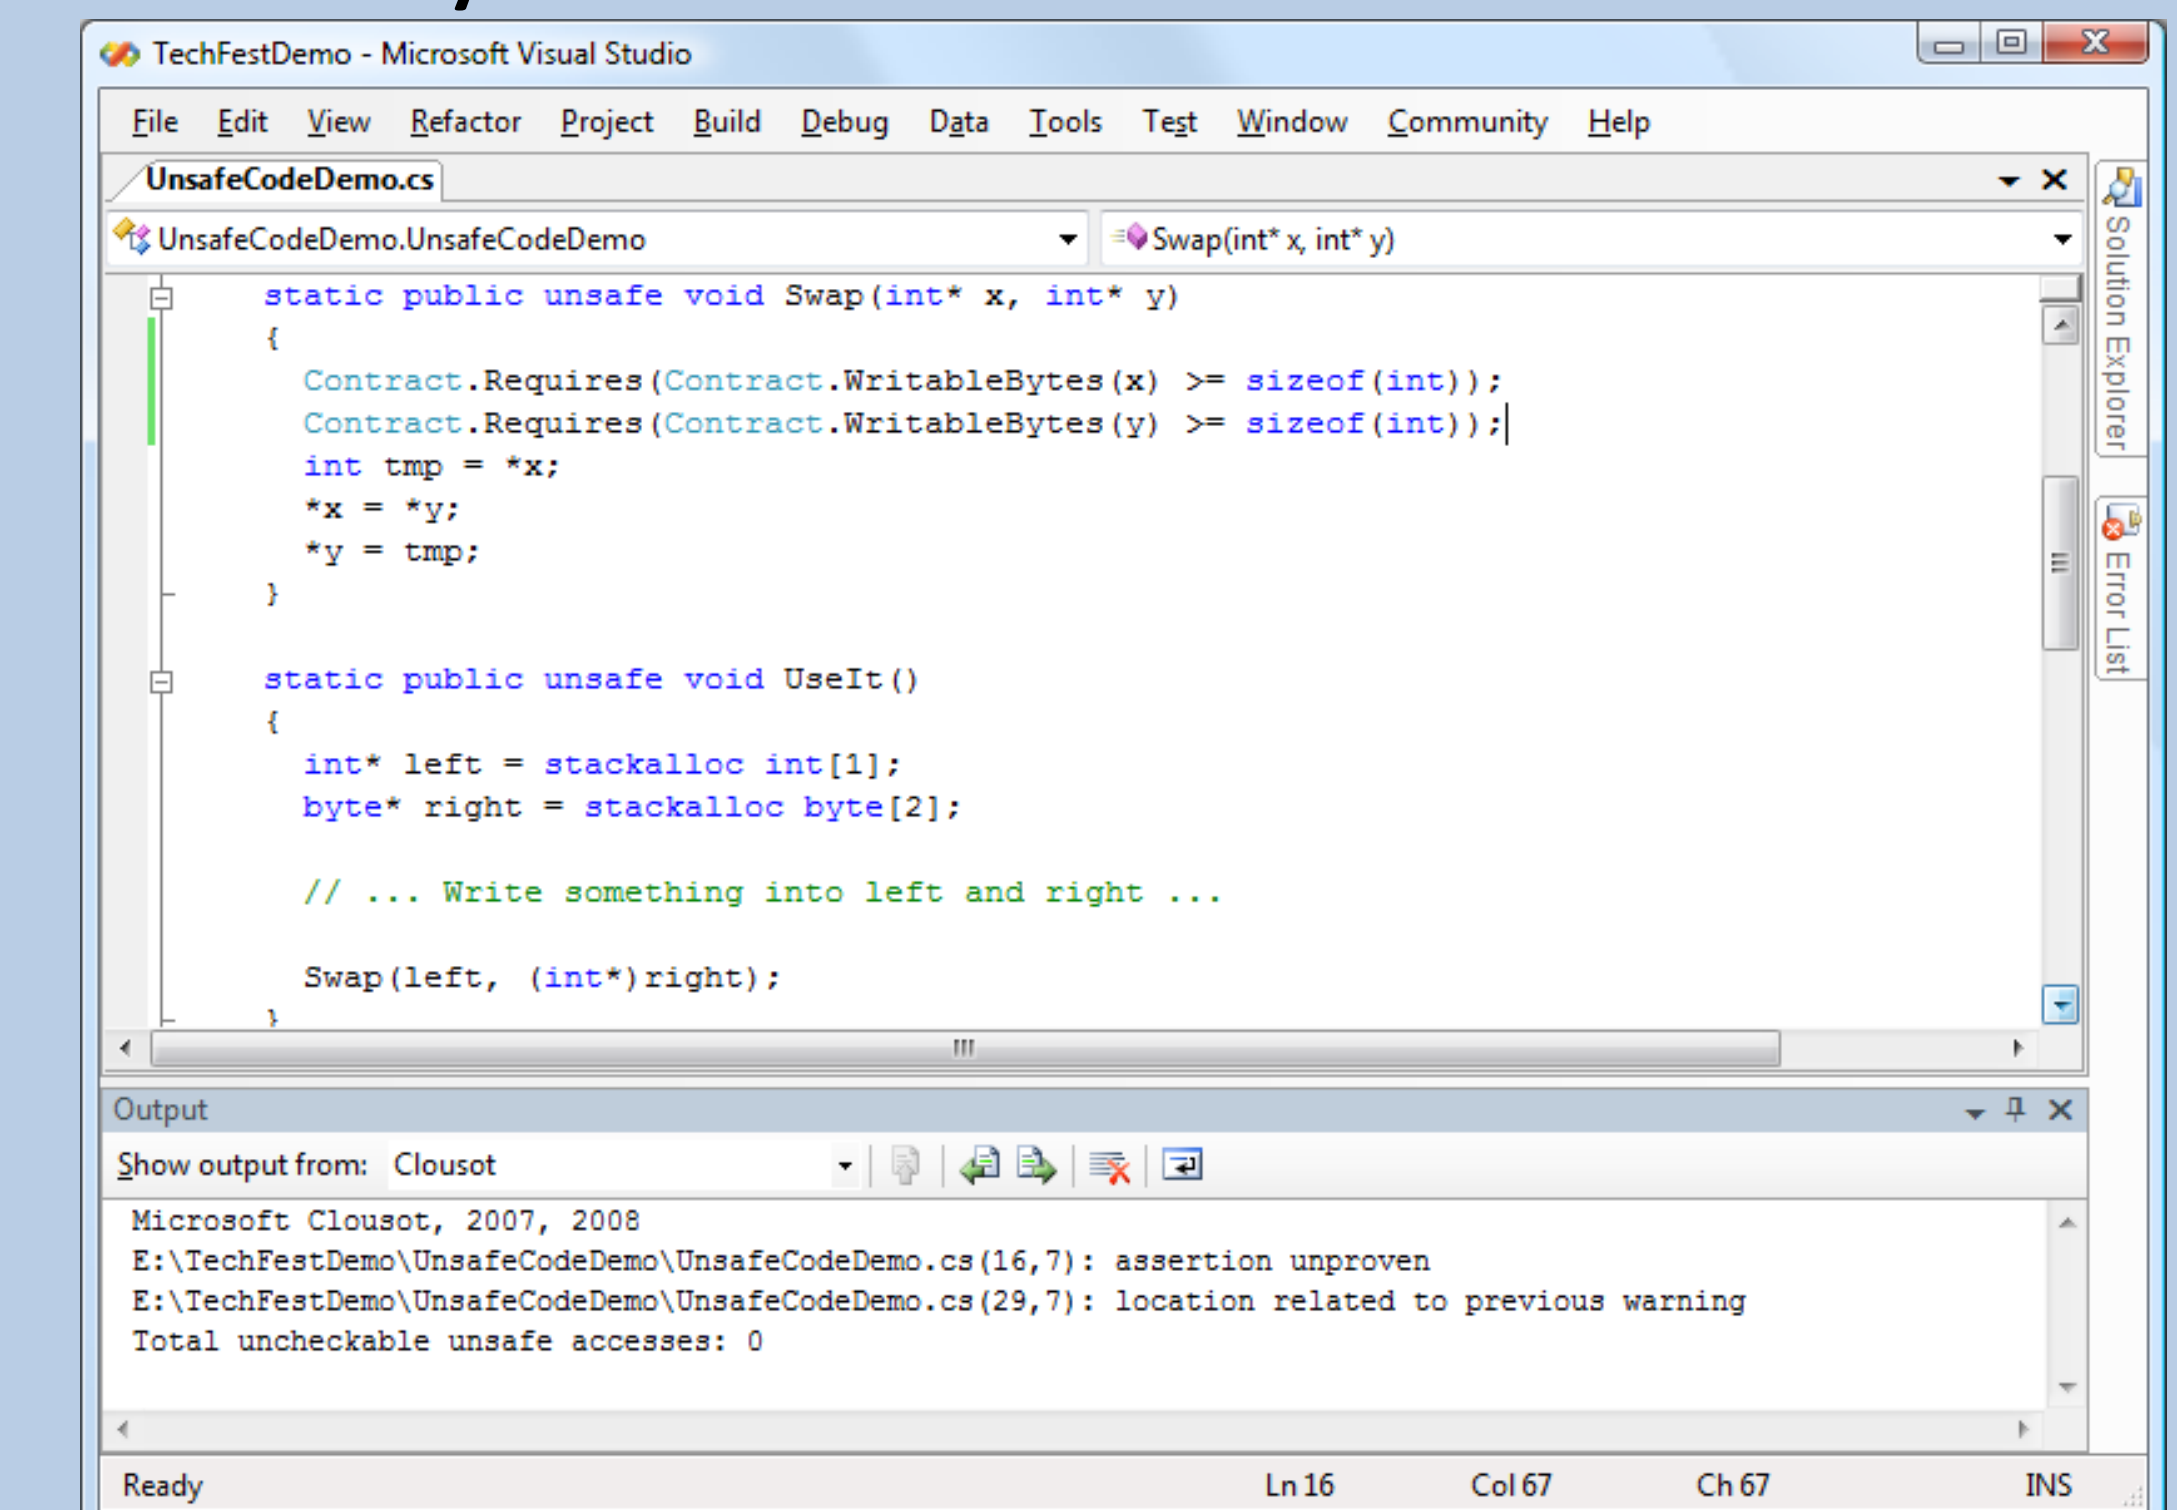 TechFestDemo - Microsoft Visual Studio
File Edit View Refactor Project Build Debug Data Tools Test Window Community Help
UnsafeCodeDemo.cs
UnsafeCodeDemo.UnsafeCodeDemo
Swap(int* x, int* y)
static public unsafe void Swap(int* x, int* y)
{
Contract.Requires(Contract.WritableBytes(x) >= sizeof(int));
Contract.Requires(Contract.WritableBytes(y) >= sizeof(int));
int tmp = *x;
*x = *y;
*y = tmp;
}
static public unsafe void UseIt()
{
int* left = stackalloc int[1];
byte* right = stackalloc byte[2];
// ... Write something into left and right ...
Swap(left, (int*)right);
}
Solution Explorer
Error List
Output
Show output from: Clousot
Microsoft Clousot, 2007, 2008
E:\TechFestDemo\UnsafeCodeDemo\UnsafeCodeDemo.cs(16,7): assertion unproven
E:\TechFestDemo\UnsafeCodeDemo\UnsafeCodeDemo.cs(29,7): location related to previous warning
Total uncheckable unsafe accesses: 0
Ready Ln 16 Col 67 Ch 67 INS